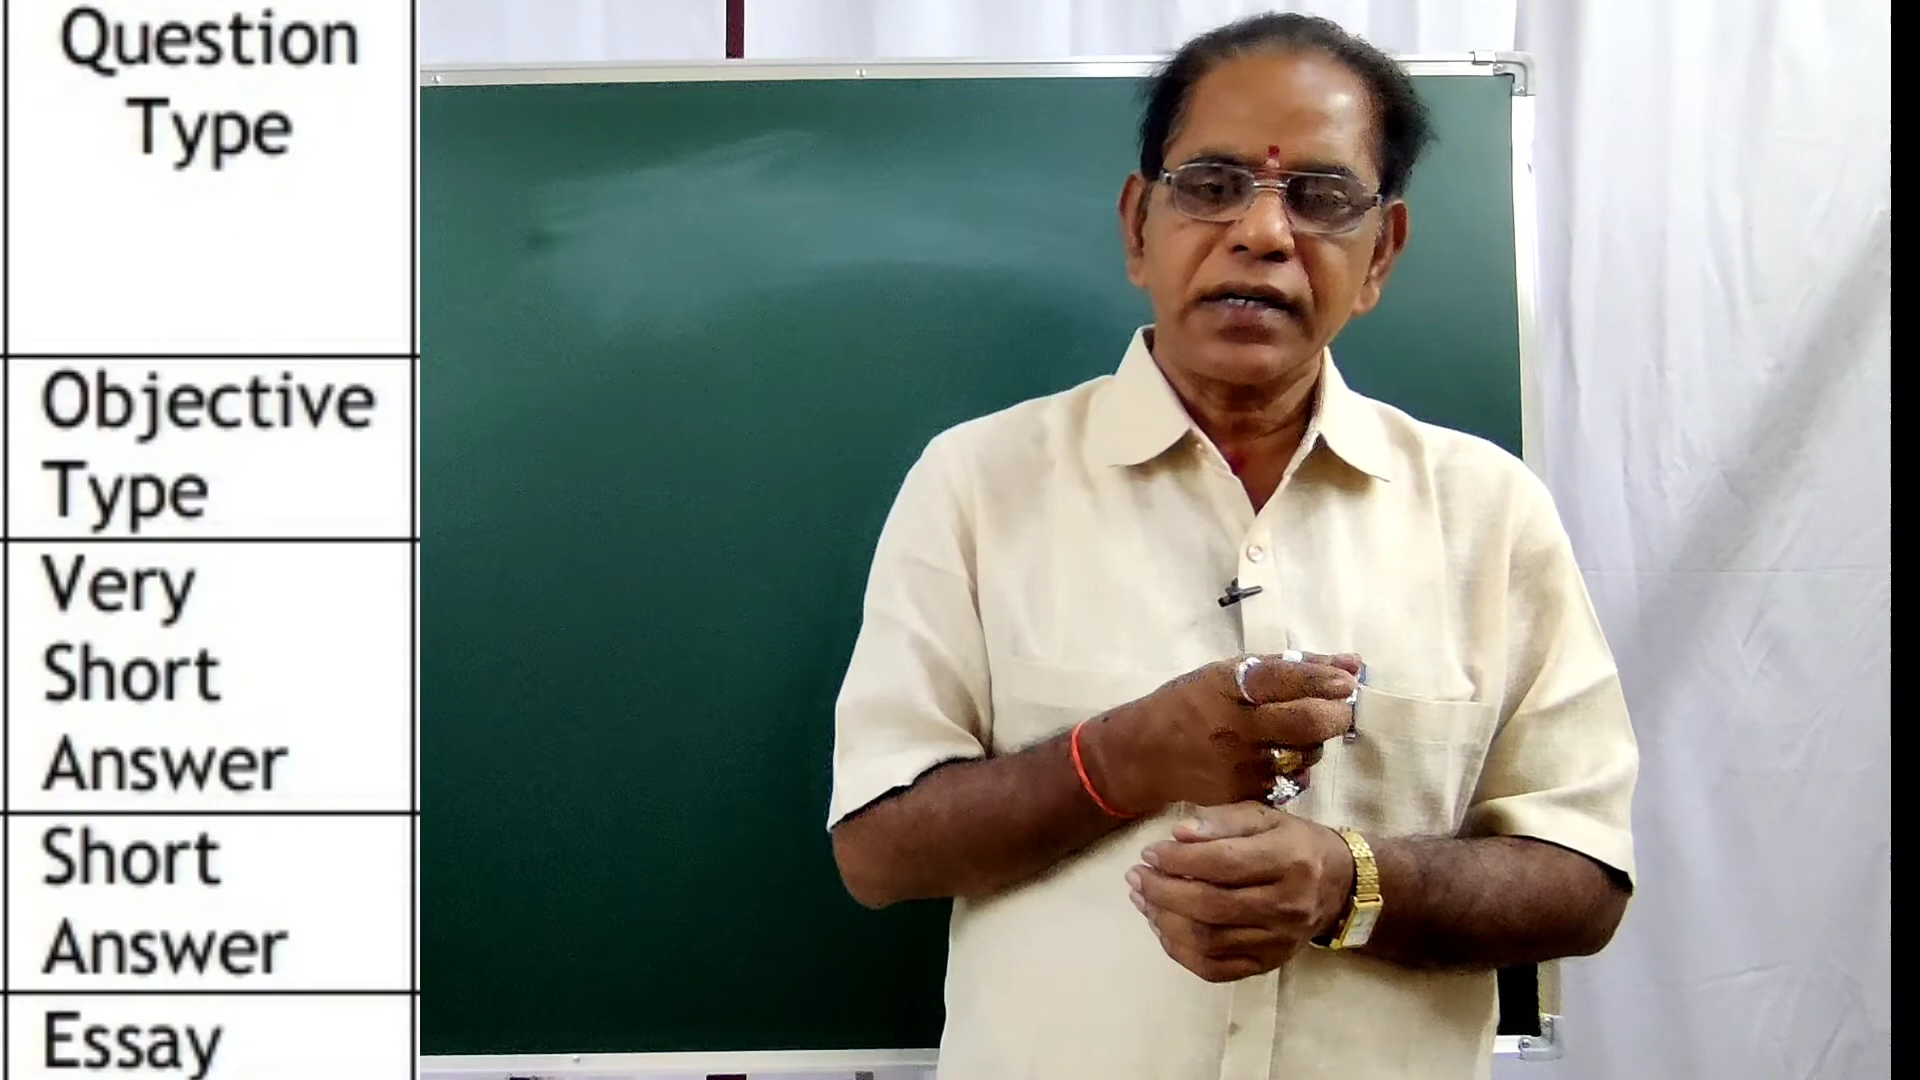 Question
Type
Objective
Type
Very
Short
Answer
Short
Answer
Essay